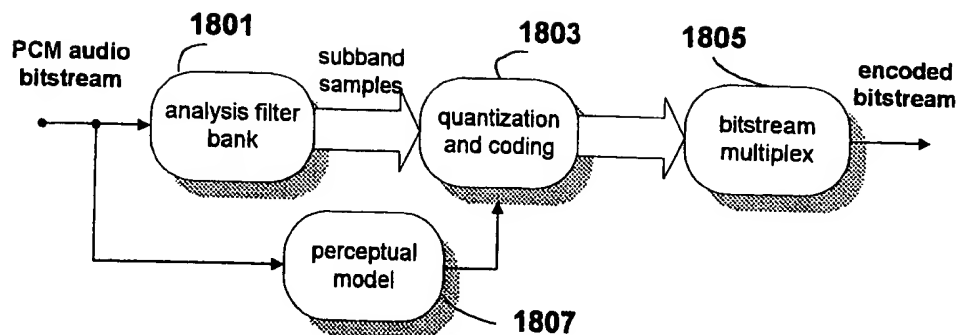 1801
1803
1805
PCM audio
bitstream
subband
samples
encoded
bitstream
analysis filter
bank
quantization
and coding
bitstream
multiplex
perceptual
model
1807